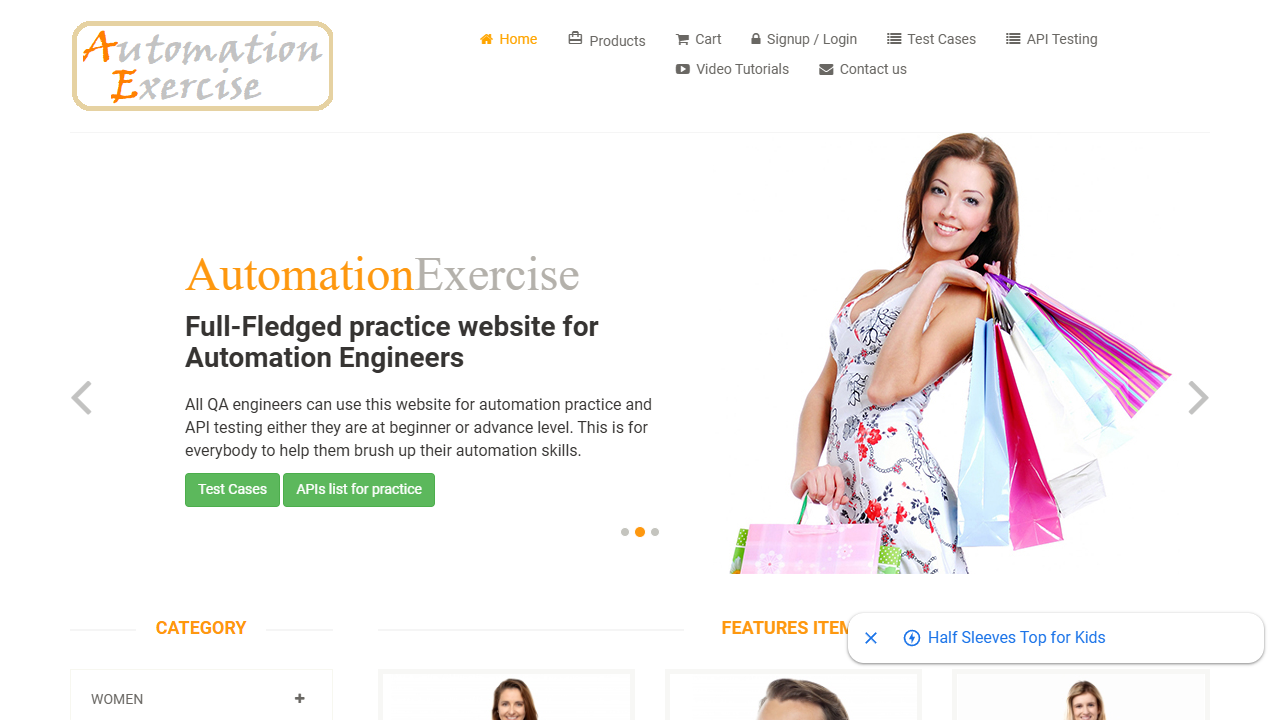 Automation
Exercise
Home
Products
Cart
Signup / Login
Test Cases
API Testing
Video Tutorials
Contact us
AutomationExercise
Full-Fledged practice website for
Automation Engineers
All QA engineers can use this website for automation practice and
API testing either they are at beginner or advance level. This is for
everybody to help them brush up their automation skills.
Test Cases
APIs list for practice
CATEGORY
FEATURES ITEM
Half Sleeves Top for Kids
WOMEN